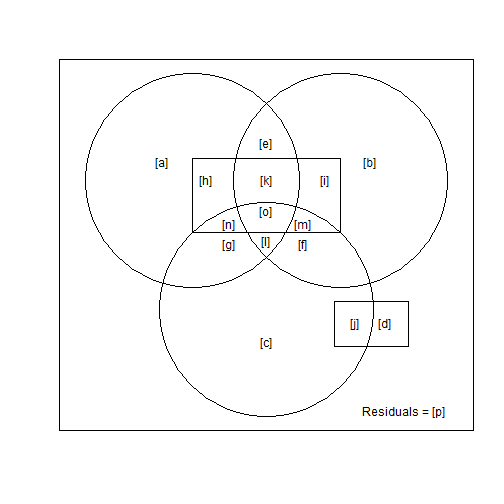 [e]
[a] [b]
[h] [k] [i]
[o]
[n] [m]
[g] [l] [f]
[j] [d]
[c]
Residuals = [p]